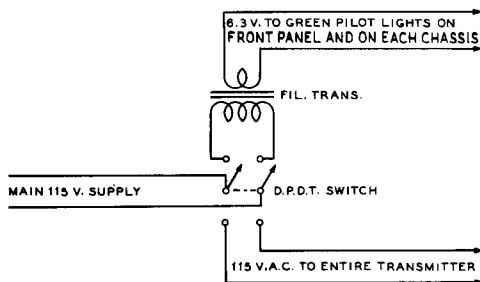 6.3 V. TO GREEN PILOT LIGHTS ON
FRONT PANEL AND ON EACH CHASSIS
FIL. TRANS.
MAIN 115 V. SUPPLY
D.P.D.T. SWITCH
115 V.A.C. TO ENTIRE TRANSMITTER